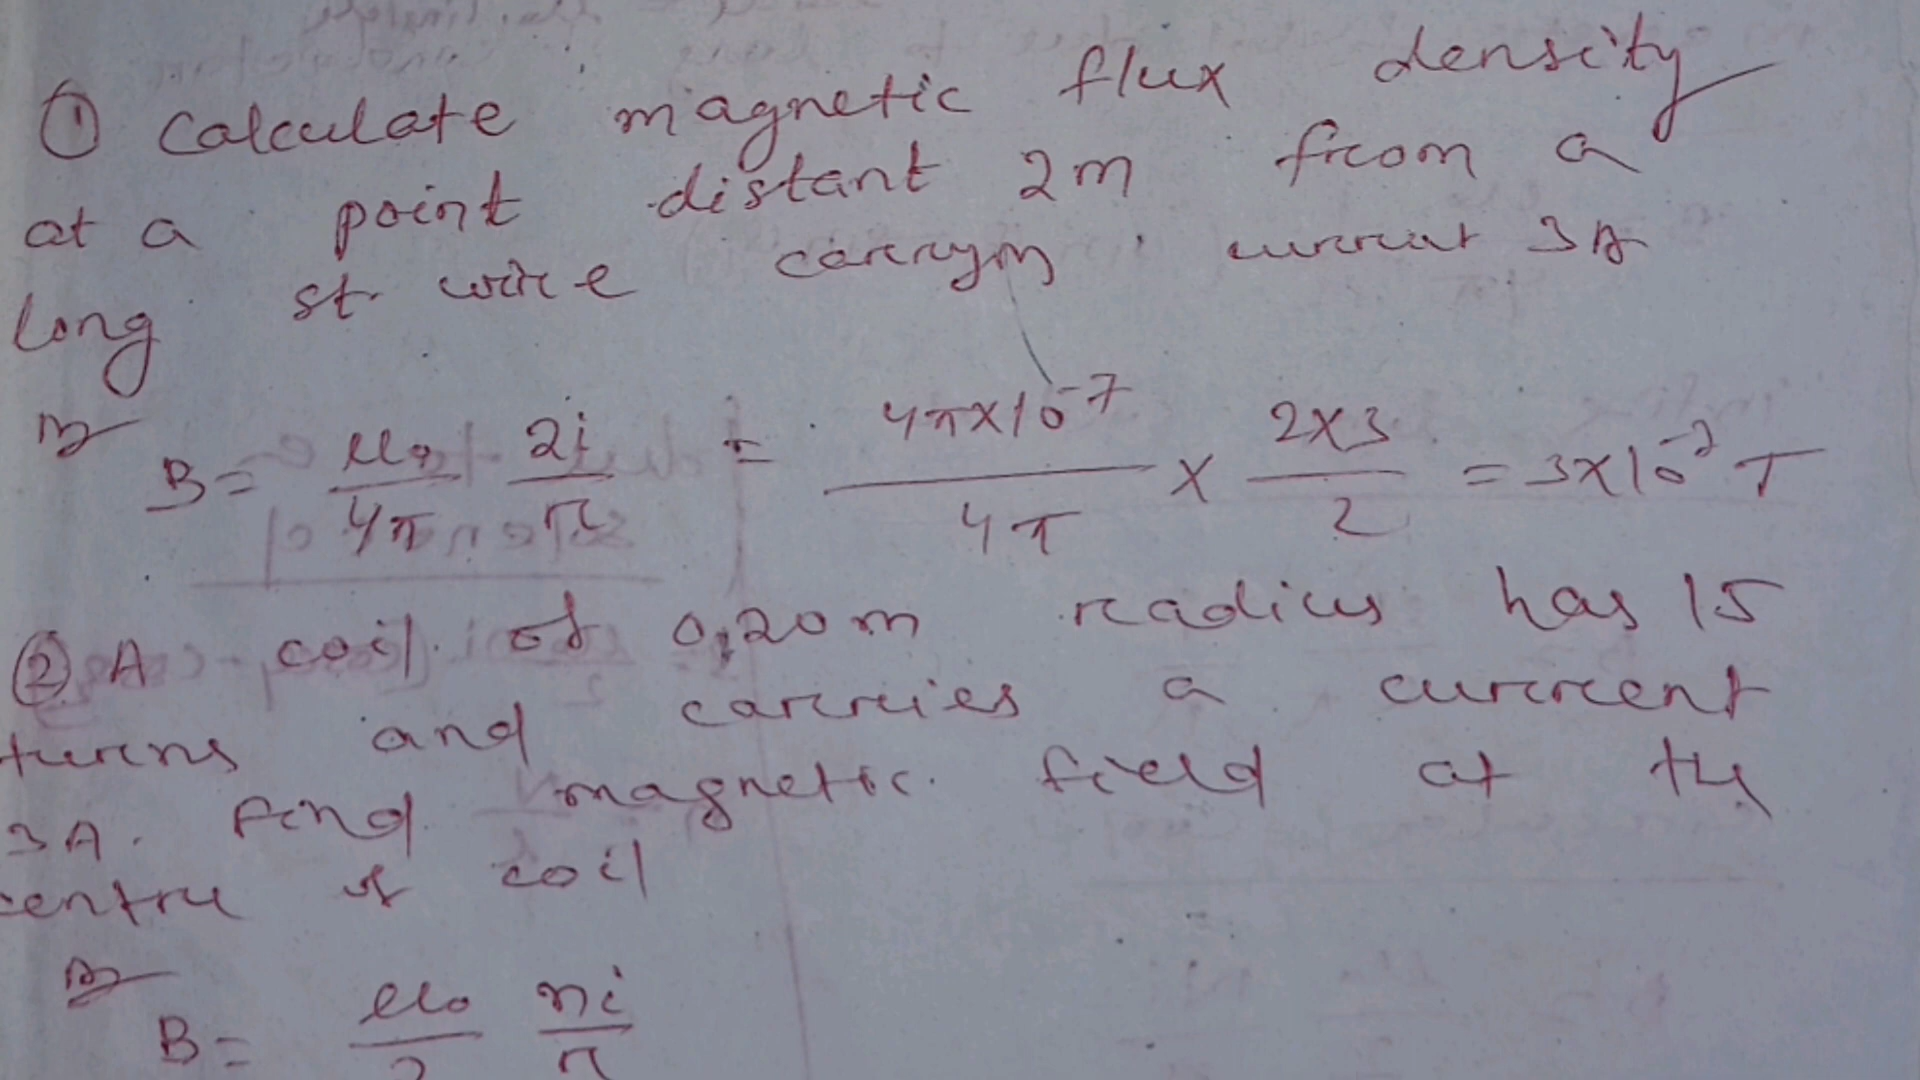 ① Calculate magnetic flux density
at a point distant 2m from a
long st. wire carryin current 3A
B = μ₀/4π 2i/r = 4π×10⁻⁷/4π × 2×3/2 = 3×10⁻⁷ T
② A coil of 0.20m radius has 15
turns and carries a current
3A. Find magnetic field at the
centre of coil
B = μ₀/2 ni/r